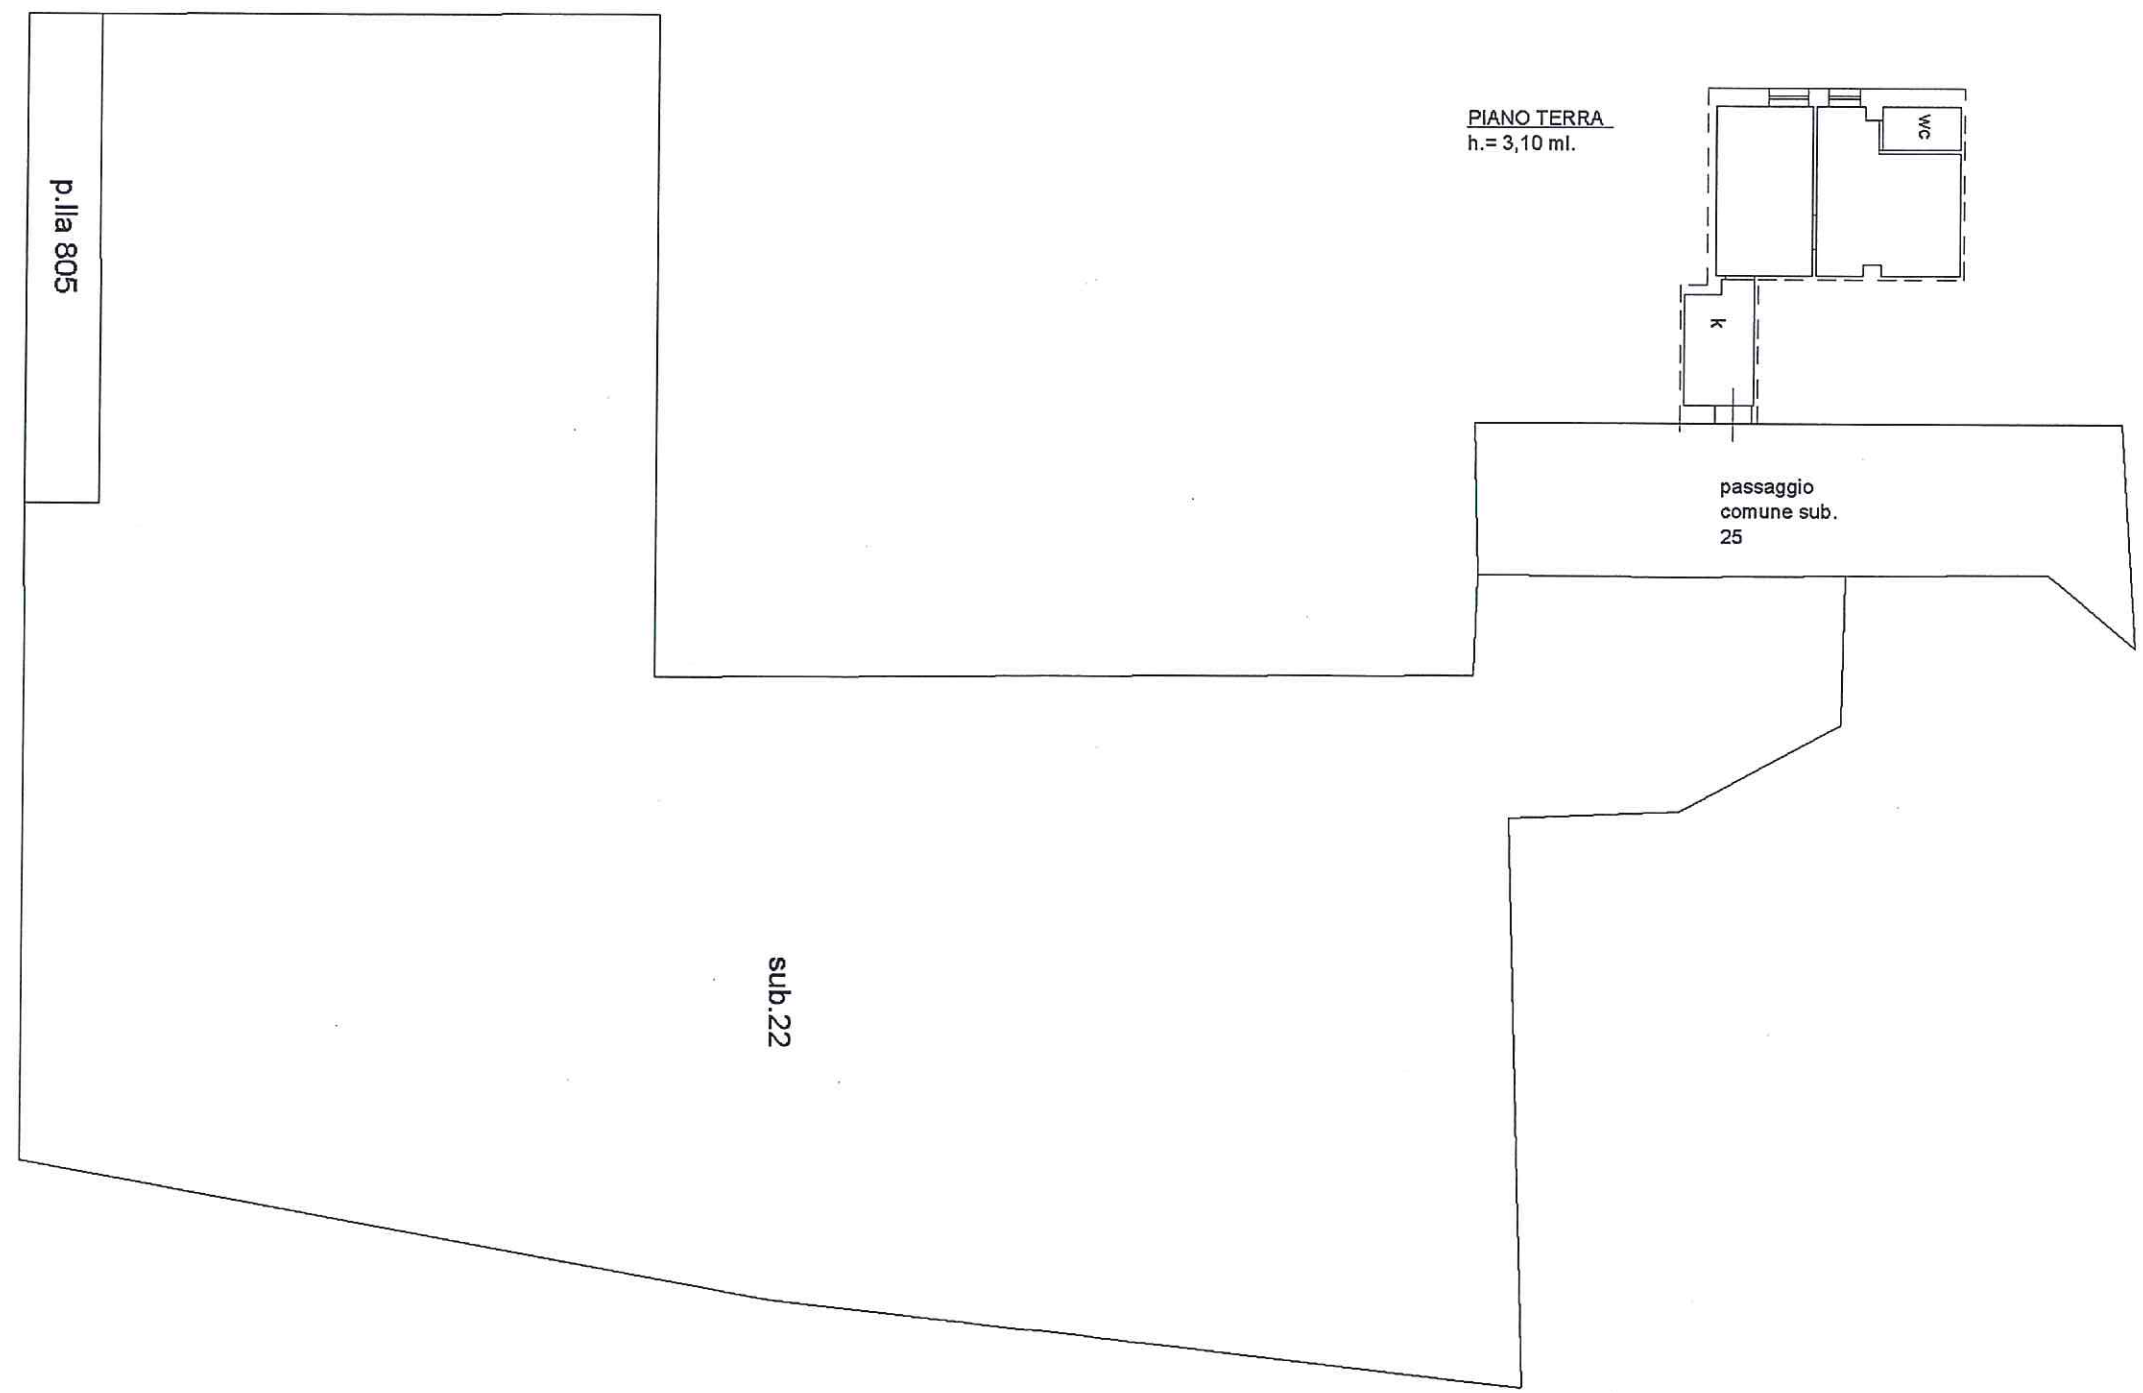 PIANO TERRA
h.= 3,10 ml.
wc
k
p.lla 805
passaggio
comune sub.
25
sub.22